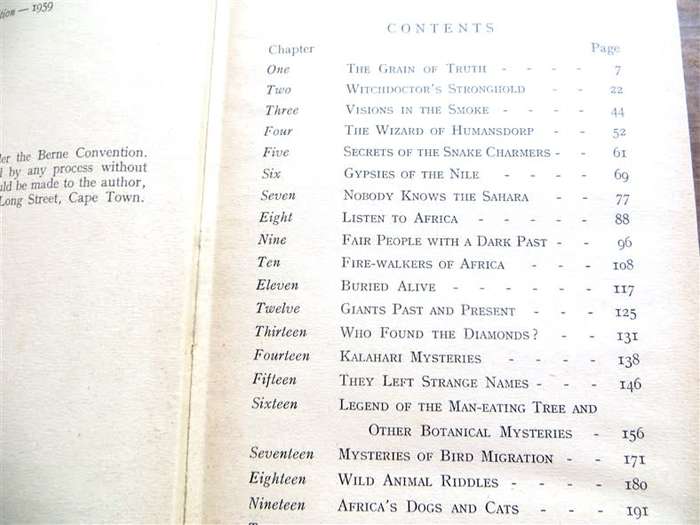 ition — 1959
der the Berne Convention.
d by any process without
uld be made to the author,
Long Street, Cape Town.
CONTENTS
Chapter Page
One The Grain of Truth - - - - 7
Two Witchdoctor's Stronghold - - 22
Three Visions in the Smoke - - - - 44
Four The Wizard of Humansdorp - - 52
Five Secrets of the Snake Charmers - - 61
Six Gypsies of the Nile - - - - 69
Seven Nobody Knows the Sahara - - 77
Eight Listen to Africa - - - - - 88
Nine Fair People with a Dark Past - - 96
Ten Fire-walkers of Africa - - - 108
Eleven Buried Alive - - - - - 117
Twelve Giants Past and Present - - - 125
Thirteen Who Found the Diamonds? - - 131
Fourteen Kalahari Mysteries - - - - 138
Fifteen They Left Strange Names - - - 146
Sixteen Legend of the Man-eating Tree and
Other Botanical Mysteries - 156
Seventeen Mysteries of Bird Migration - - 171
Eighteen Wild Animal Riddles - - - 180
Nineteen Africa's Dogs and Cats - - - 191